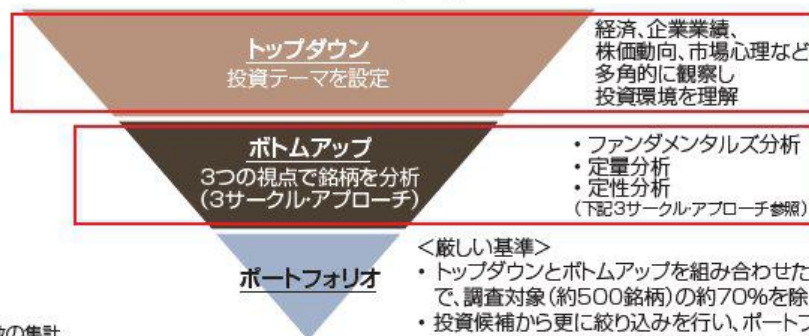 トップダウン
投資テーマを設定
経済、企業業績、
株価動向、市場心理など
多角的に観察し
投資環境を理解
ボトムアップ
3つの視点で銘柄を分析
(3サークル・アプローチ)
・ファンダメンタルズ分析
・定量分析
・定性分析
(下記3サークル・アプローチ参照)
ポートフォリオ
<厳しい基準>
・トップダウンとボトムアップを組み合わせた
で、調査対象(約500銘柄)の約70%を除
・投資候補から更に絞り込みを行い、ポートフ
の集計